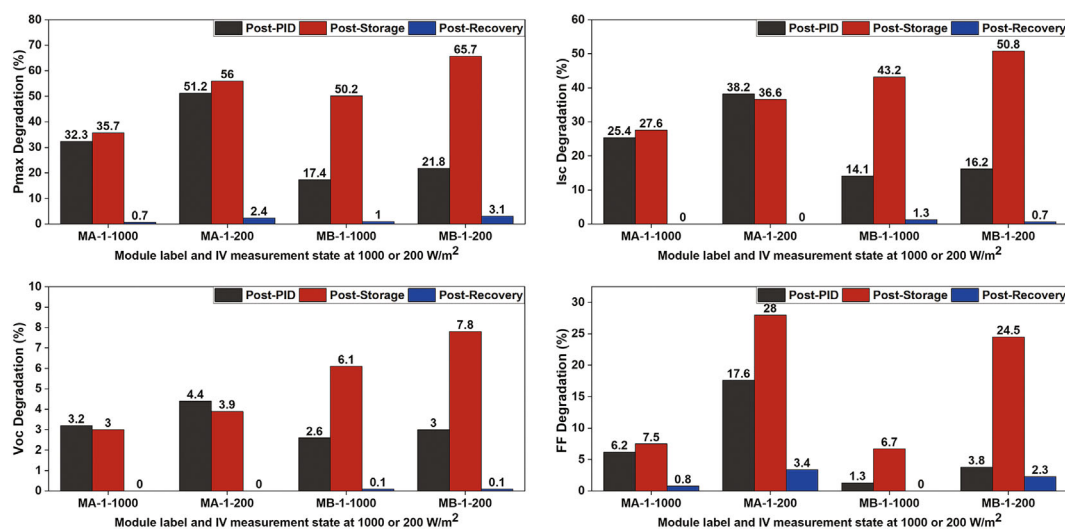 Post-PID Post-Storage Post-Recovery
Pmax Degradation (%)
80
70
60
50
40
30
20
10
0
32.3 35.7 0.7
51.2 56 2.4
17.4 50.2 1
21.8 65.7 3.1
MA-1-1000 MA-1-200 MB-1-1000 MB-1-200
Module label and IV measurement state at 1000 or 200 W/m²
Post-PID Post-Storage Post-Recovery
Isc Degradation (%)
60
50
40
30
20
10
0
25.4 27.6 0
38.2 36.6 0
14.1 43.2 1.3
16.2 50.8 0.7
MA-1-1000 MA-1-200 MB-1-1000 MB-1-200
Module label and IV measurement state at 1000 or 200 W/m²
Post-PID Post-Storage Post-Recovery
Voc Degradation (%)
10
9
8
7
6
5
4
3
2
1
0
3.2 3 0
4.4 3.9 0
2.6 6.1 0.1
3 7.8 0.1
MA-1-1000 MA-1-200 MB-1-1000 MB-1-200
Module label and IV measurement state at 1000 or 200 W/m²
Post-PID Post-Storage Post-Recovery
FF Degradation (%)
30
25
20
15
10
5
0
6.2 7.5 0.8
17.6 28 3.4
1.3 6.7 0
3.8 24.5 2.3
MA-1-1000 MA-1-200 MB-1-1000 MB-1-200
Module label and IV measurement state at 1000 or 200 W/m²